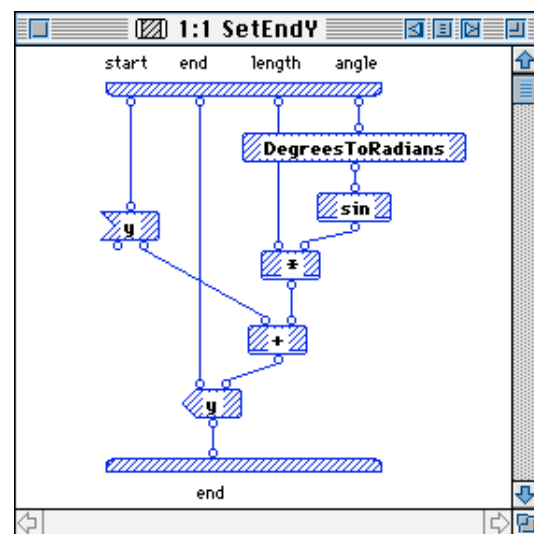 1:1 SetEndY
start end length angle
DegreesToRadians
sin
y
*
+
y
end